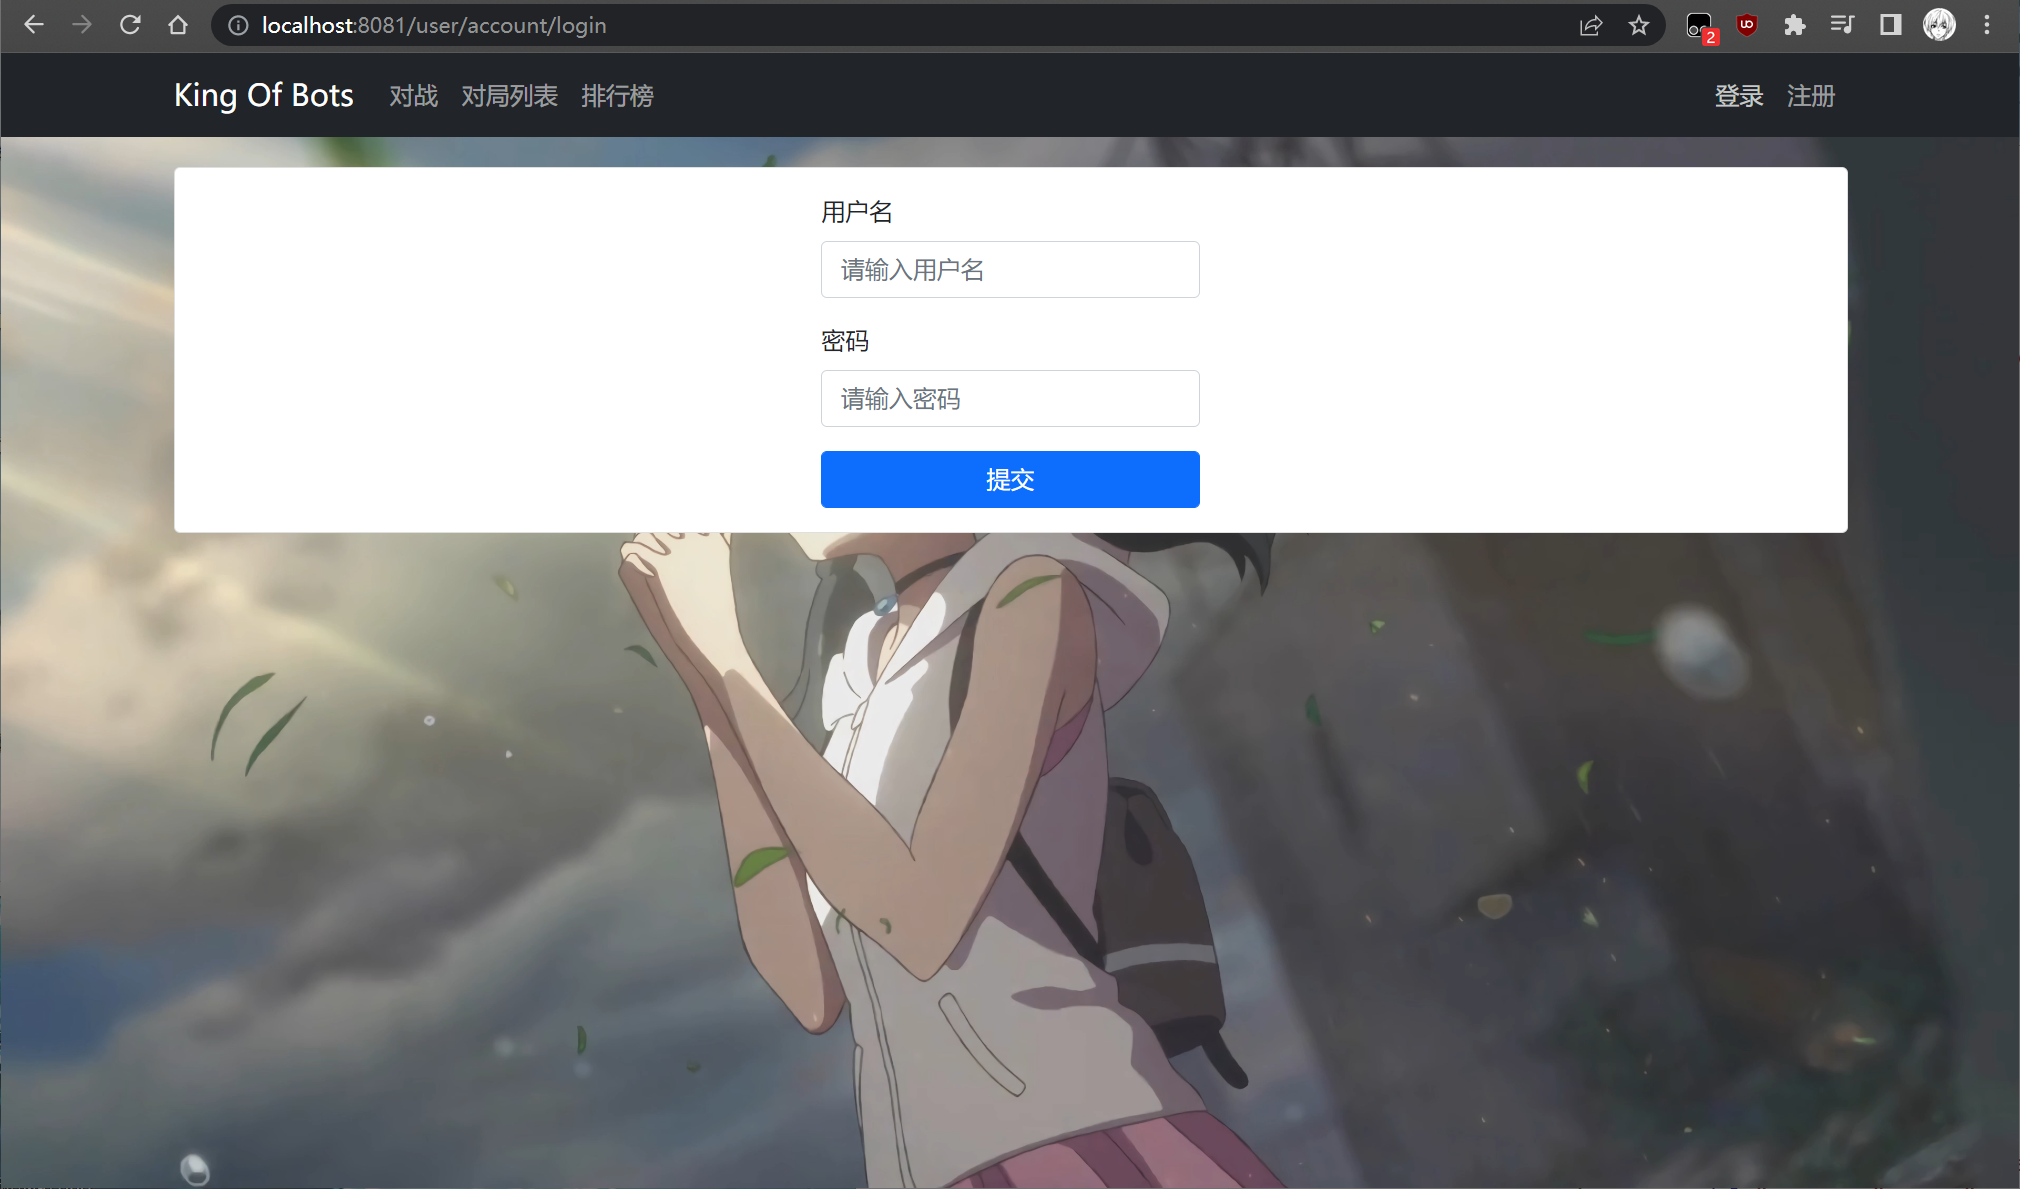 localhost:8081/user/account/login
2
King Of Bots 对战 对局列表 排行榜 登录 注册
用户名
请输入用户名
密码
请输入密码
提交